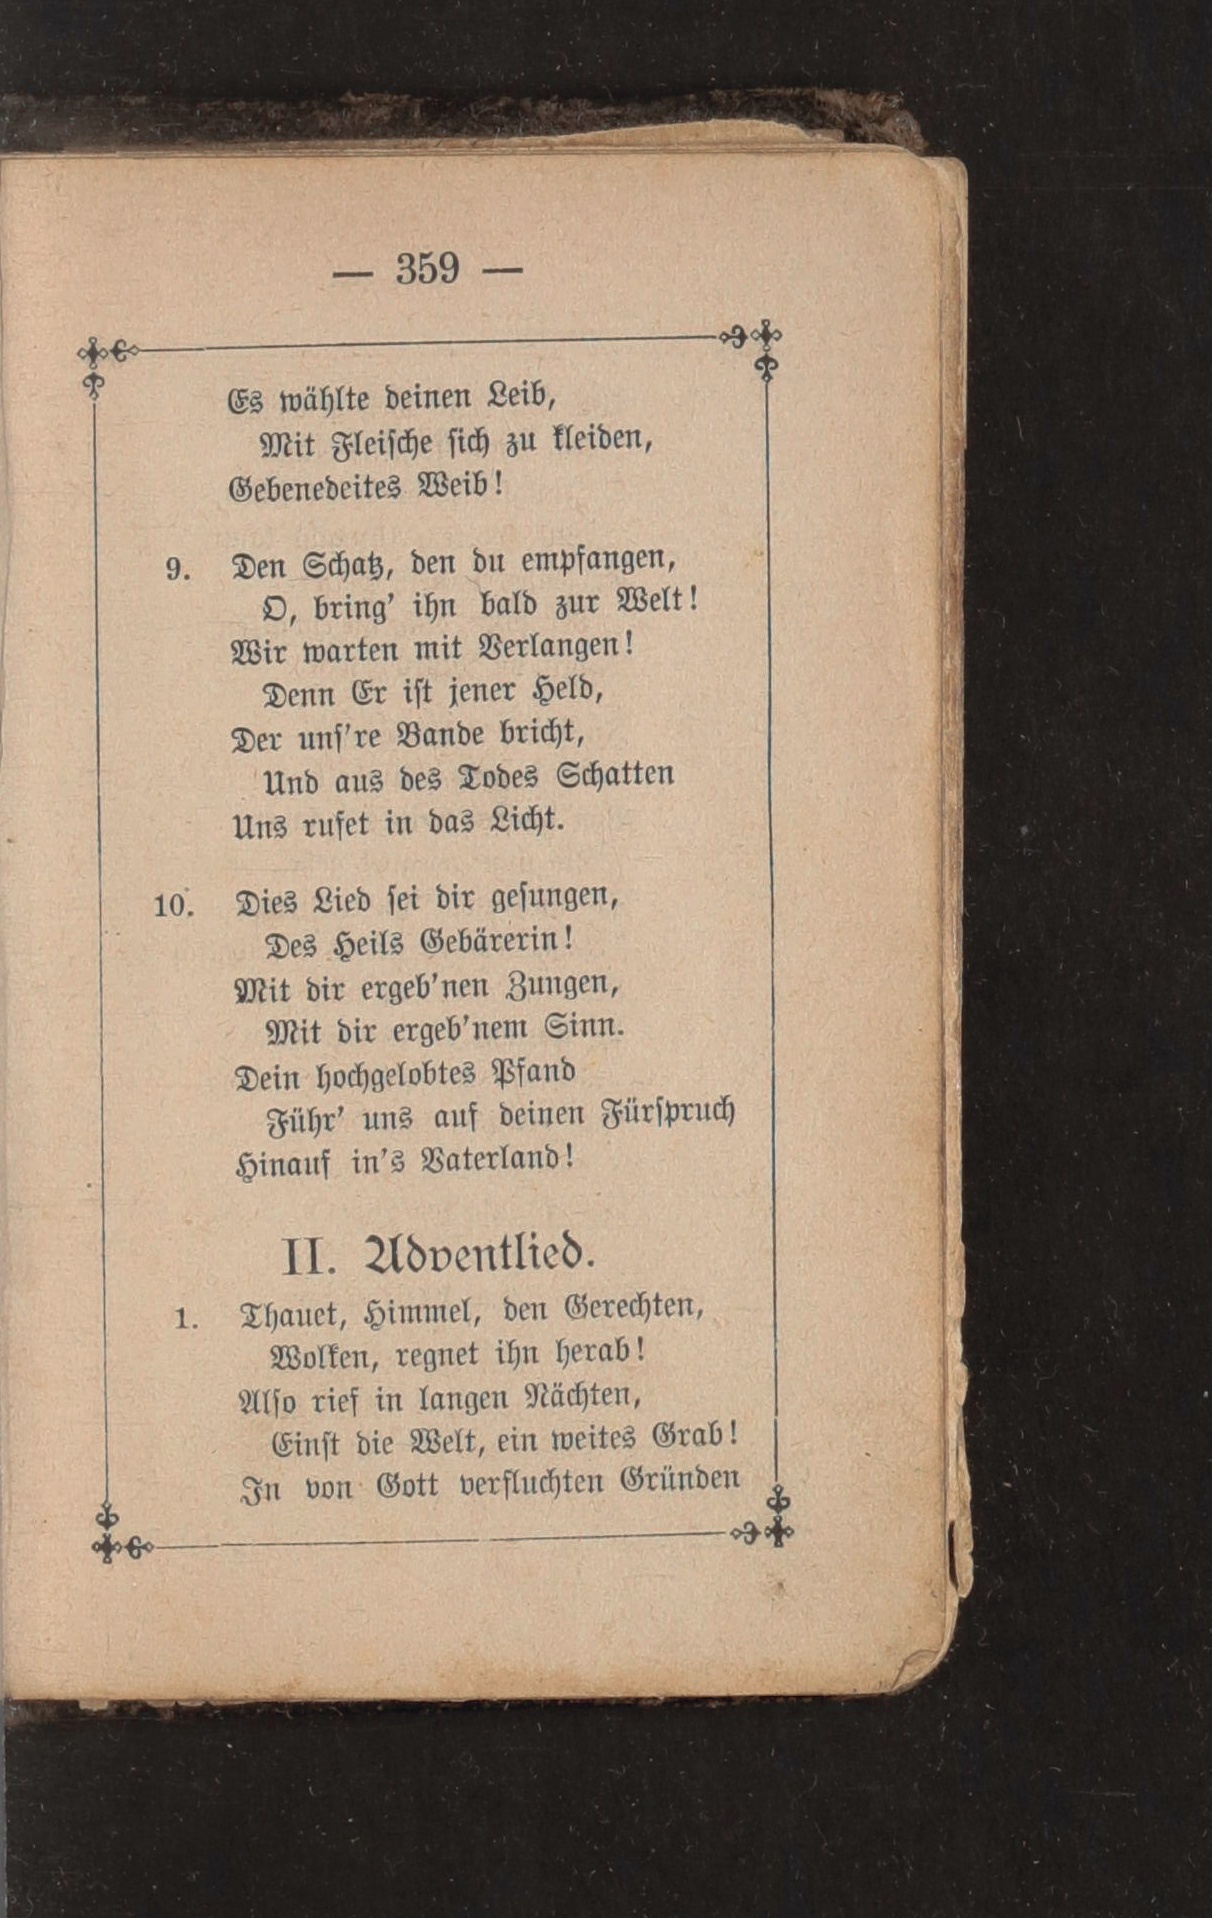 — 359 —
Es wählte deinen Leib,
Mit Fleische sich zu kleiden,
Gebenedeites Weib!
9. Den Schatz, den du empfangen,
O, bring' ihn bald zur Welt!
Wir warten mit Verlangen!
Denn Er ist jener Held,
Der uns're Bande bricht,
Und aus des Todes Schatten
Uns rufet in das Licht.
10. Dies Lied sei dir gesungen,
Des Heils Gebärerin!
Mit dir ergeb'nen Zungen,
Mit dir ergeb'nem Sinn.
Dein hochgelobtes Pfand
Führ' uns auf deinen Fürspruch
Hinauf in's Vaterland!
II. Adventlied.
1. Thauet, Himmel, den Gerechten,
Wolken, regnet ihn herab!
Also rief in langen Nächten,
Einst die Welt, ein weites Grab!
In von Gott verfluchten Gründen